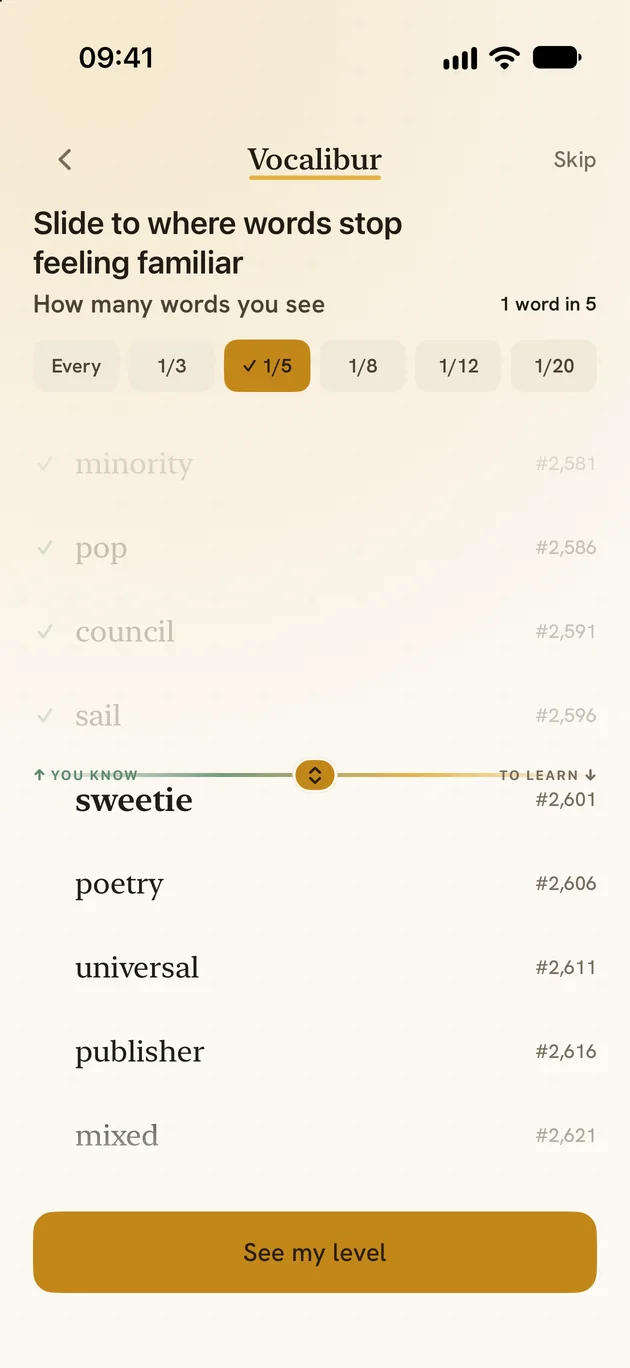 09:41
Vocalibur
Skip
Slide to where words stop
feeling familiar
How many words you see
1 word in 5
Every
1/3
✓ 1/5
1/8
1/12
1/20
✓ minority #2,581
✓ pop #2,586
✓ council #2,591
✓ sail #2,596
↑ YOU KNOW
TO LEARN ↓
sweetie #2,601
poetry #2,606
universal #2,611
publisher #2,616
mixed #2,621
See my level